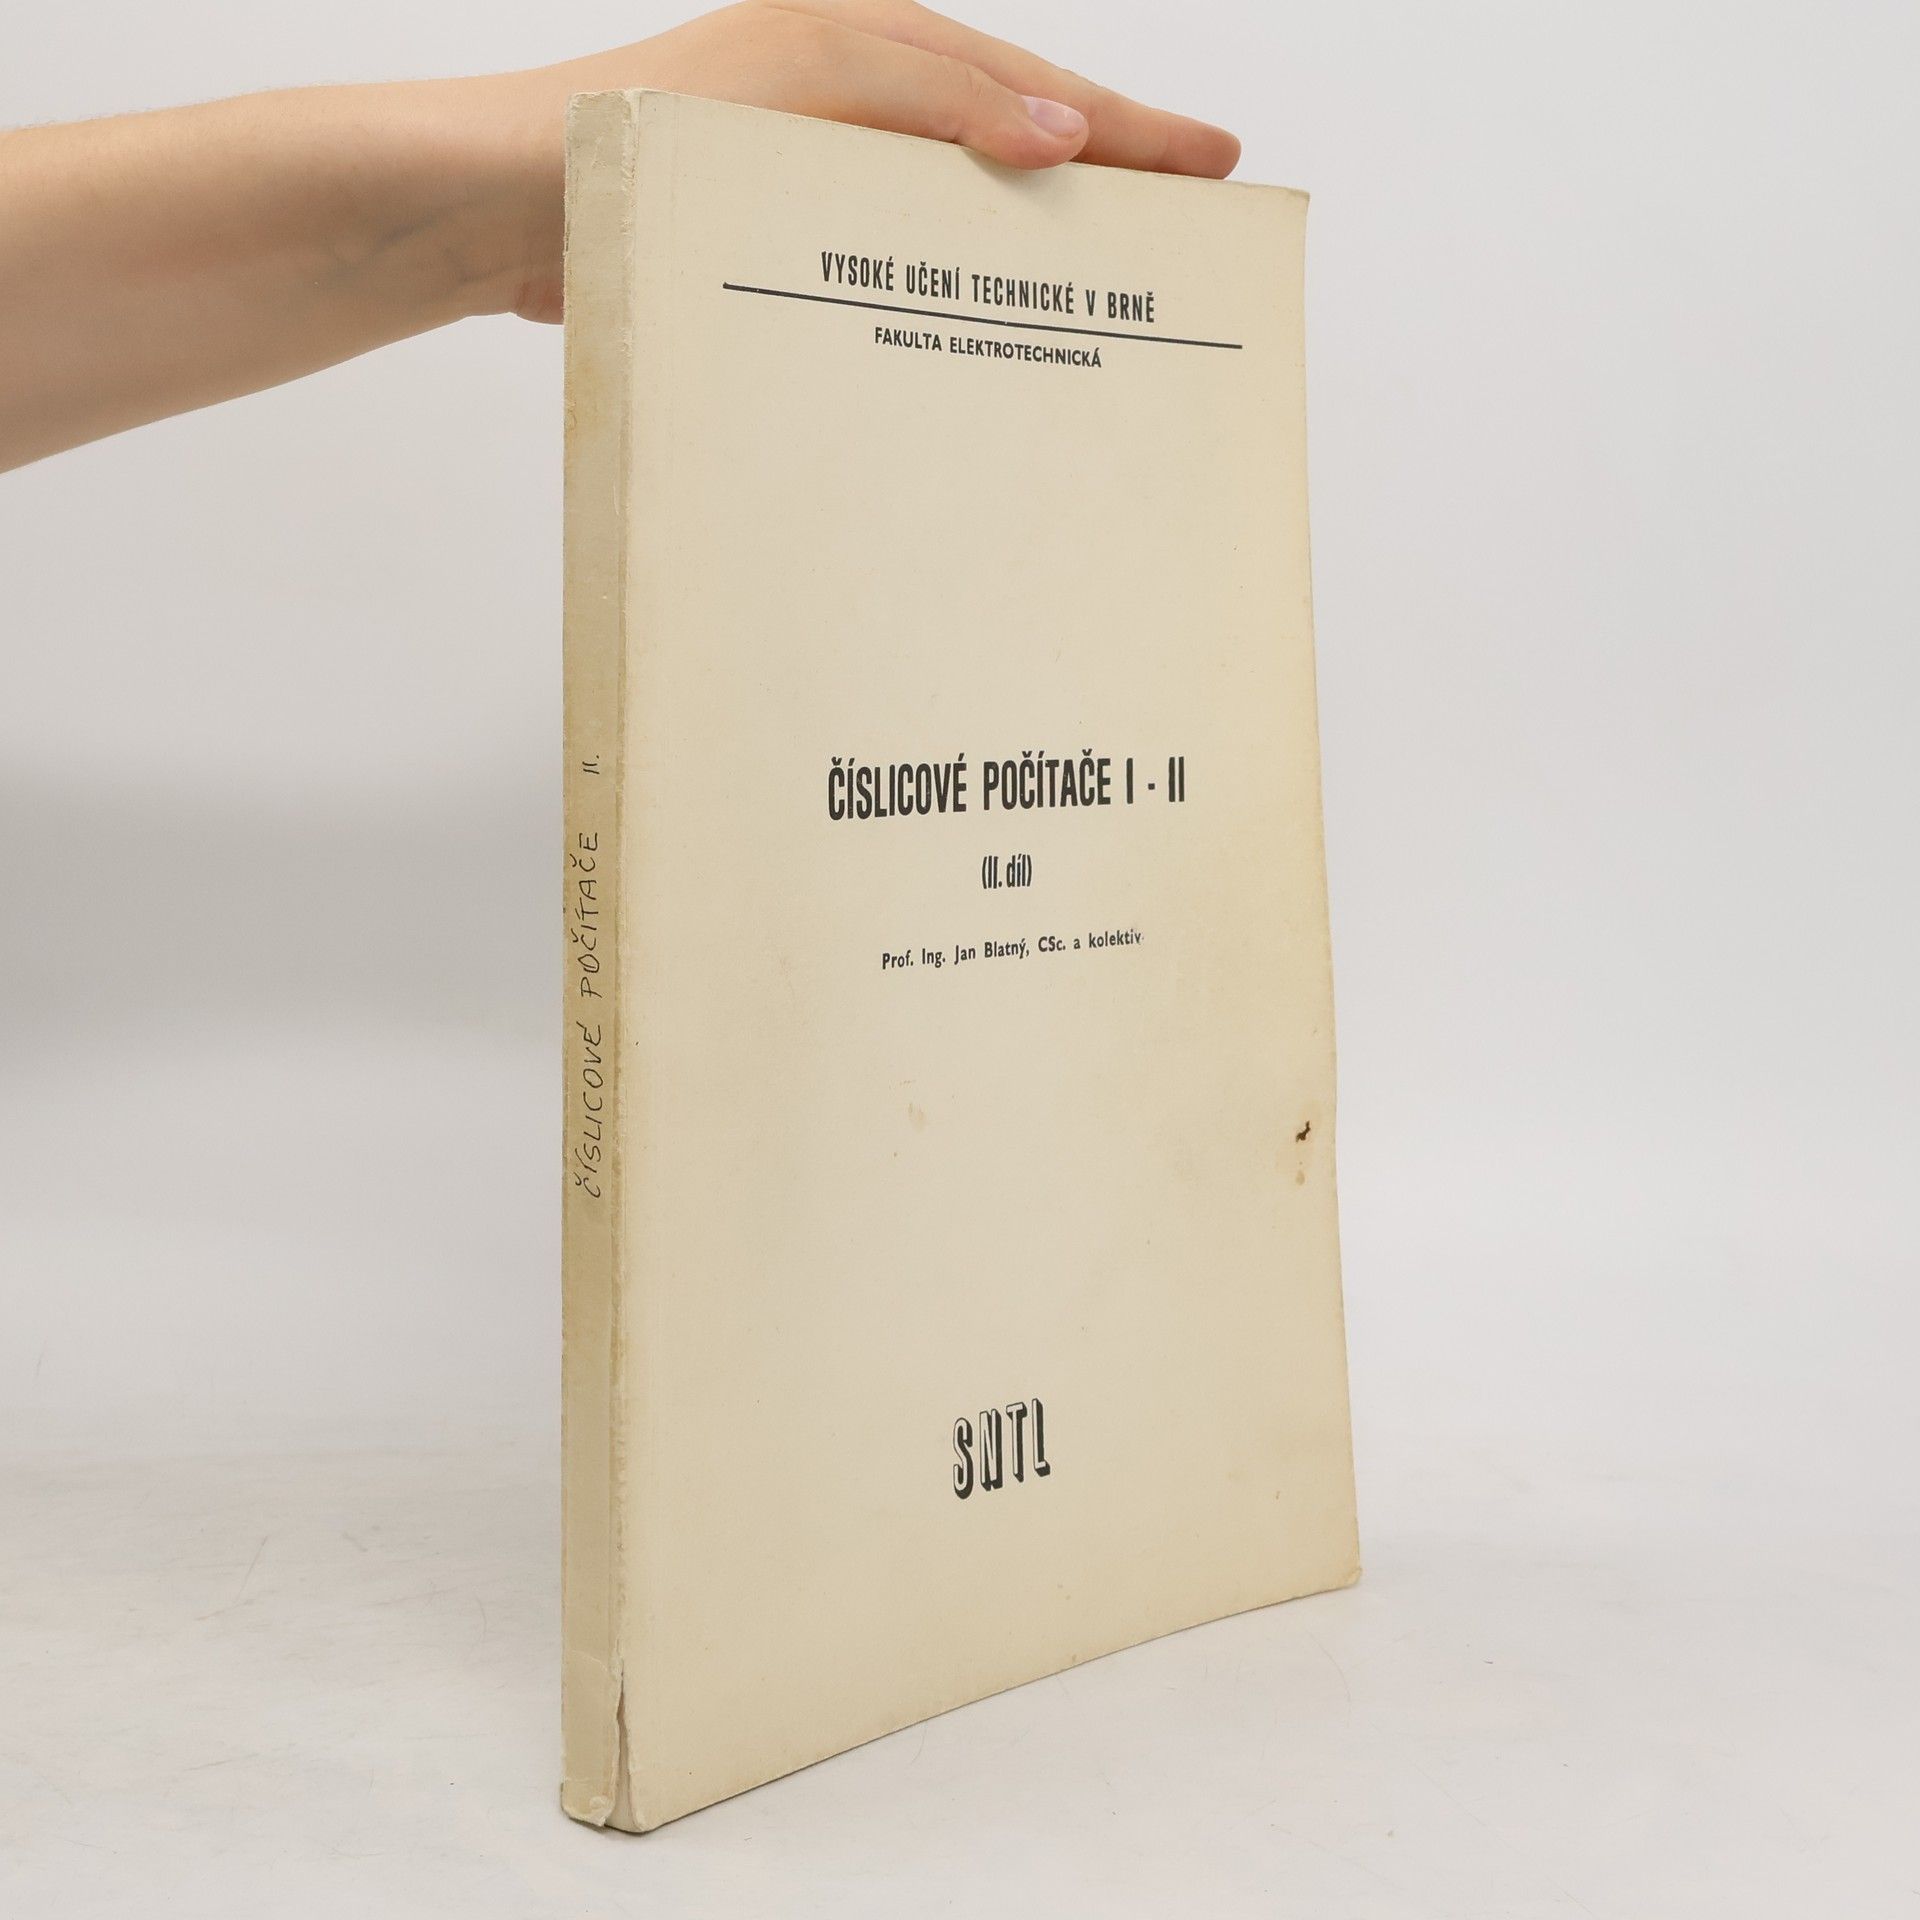 VYSOKÉ UČENÍ TECHNICKÉ V BRNĚ
FAKULTA ELEKTROTECHNICKÁ
ČÍSLICOVÉ POČÍTAČE I - II
(II. díl)
Prof. Ing. Jan Blatný, CSc. a kolektiv
SNTL
ČÍSLICOVÉ POČÍTAČE II.